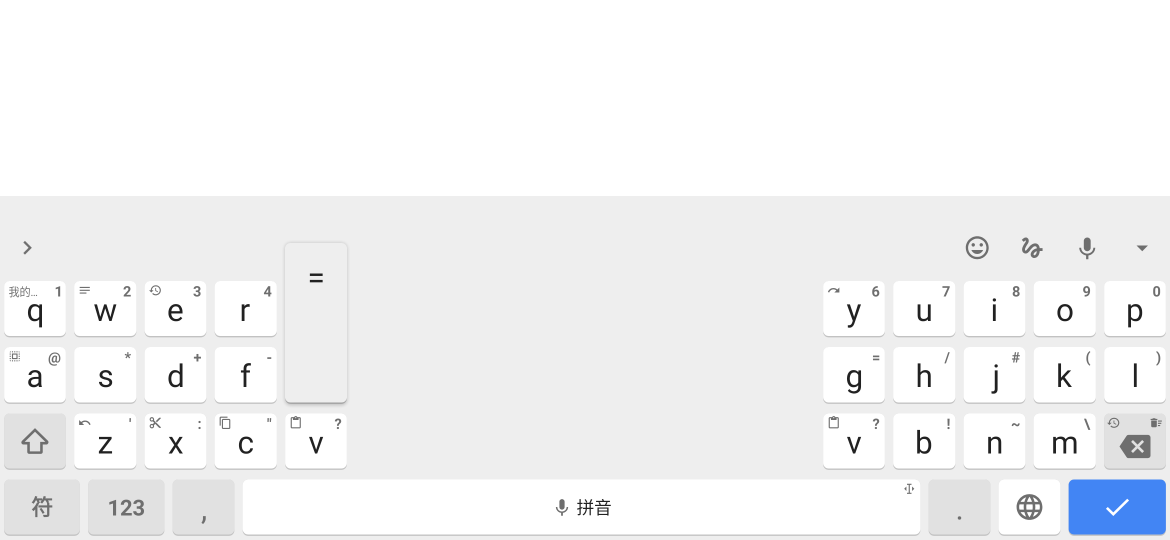 =
我的... 1 2 3 4 6 7 8 9 0
q w e r y u i o p
@ * + - = / # ( )
a s d f g h j k l
' : " ? ? ! ~ \
z x c v v b n m
符 123 , 拼音 .